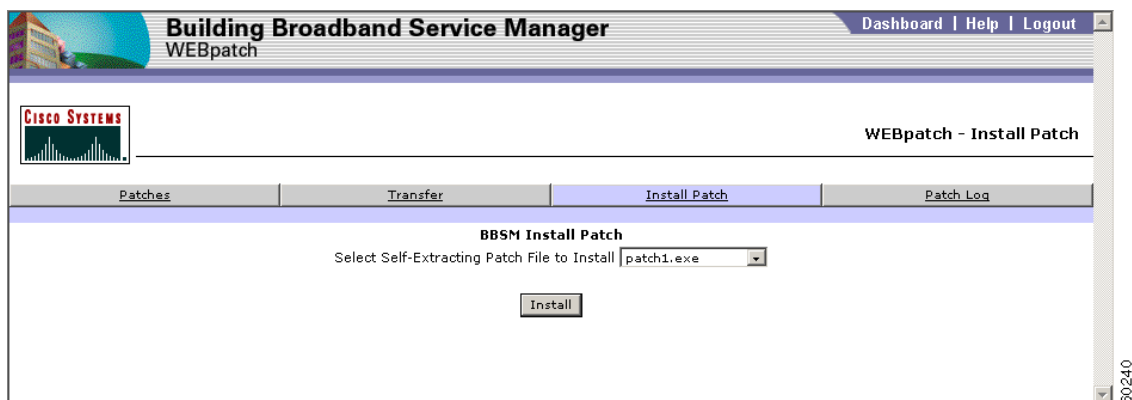 Building Broadband Service Manager
Dashboard | Help | Logout
WEBpatch
CISCO SYSTEMS
WEBpatch - Install Patch
Patches Transfer Install Patch Patch Log
BBSM Install Patch
Select Self-Extracting Patch File to Install patch1.exe
Install
60240